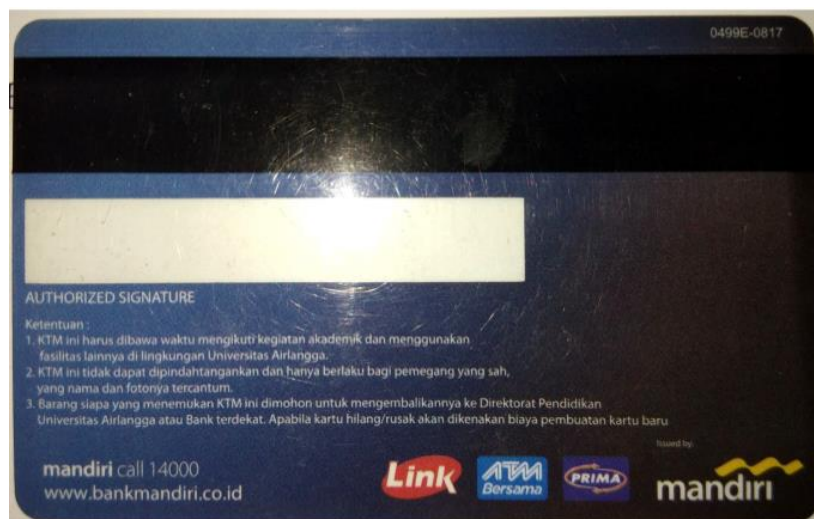 0499E-0817
AUTHORIZED SIGNATURE
Ketentuan :
1. KTM ini harus dibawa waktu mengikuti kegiatan akademik dan menggunakan
fasilitas lainnya di lingkungan Universitas Airlangga.
2. KTM ini tidak dapat dipindahtangankan dan hanya berlaku bagi pemegang yang sah,
yang nama dan fotonya tercantum.
3. Barang siapa yang menemukan KTM ini dimohon untuk mengembalikannya ke Direktorat Pendidikan
Universitas Airlangga atau Bank terdekat. Apabila kartu hilang/rusak akan dikenakan biaya pembuatan kartu baru
Issued by:
mandiri call 14000
www.bankmandiri.co.id
Link
ATM
Bersama
PRIMA
mandiri